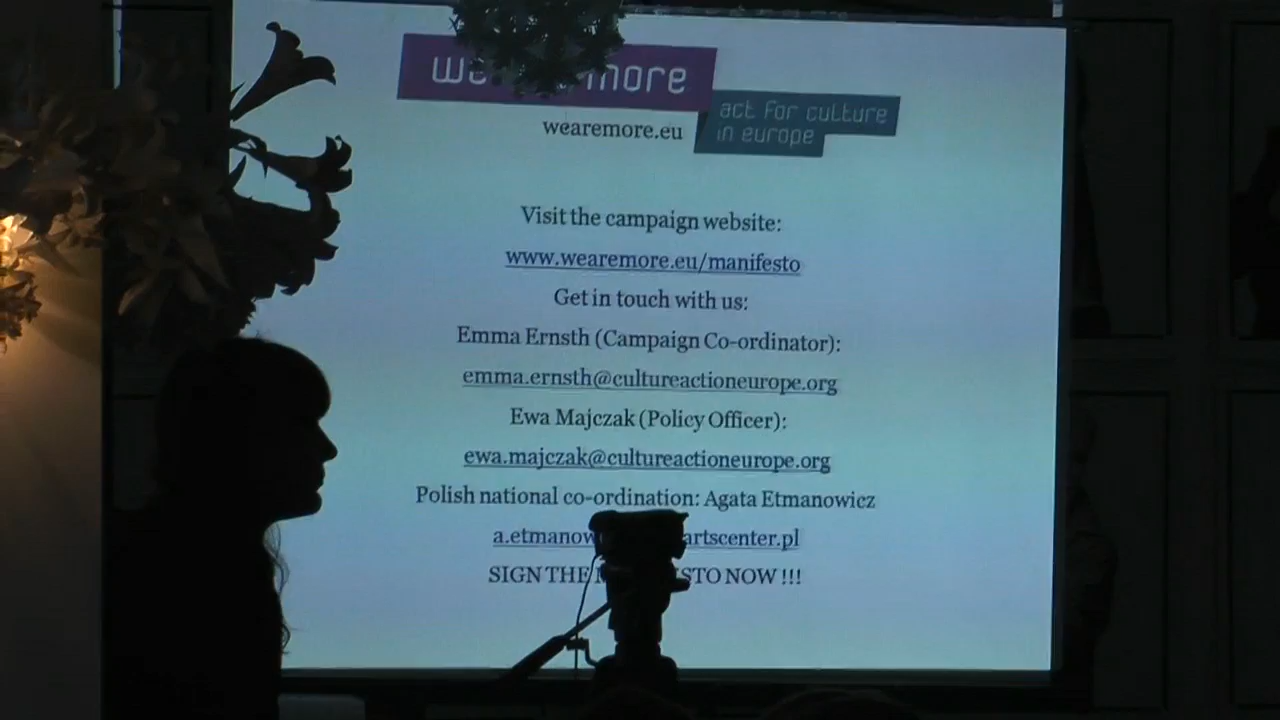 more
act for culture
in europe
wearemore.eu
Visit the campaign website:
www.wearemore.eu/manifesto
Get in touch with us:
Emma Ernsth (Campaign Co-ordinator):
emma.ernsth@cultureactioneurope.org
Ewa Majczak (Policy Officer):
ewa.majczak@cultureactioneurope.org
Polish national co-ordination: Agata Etmanowicz
a.etmanow artscenter.pl
SIGN THE NOW !!!